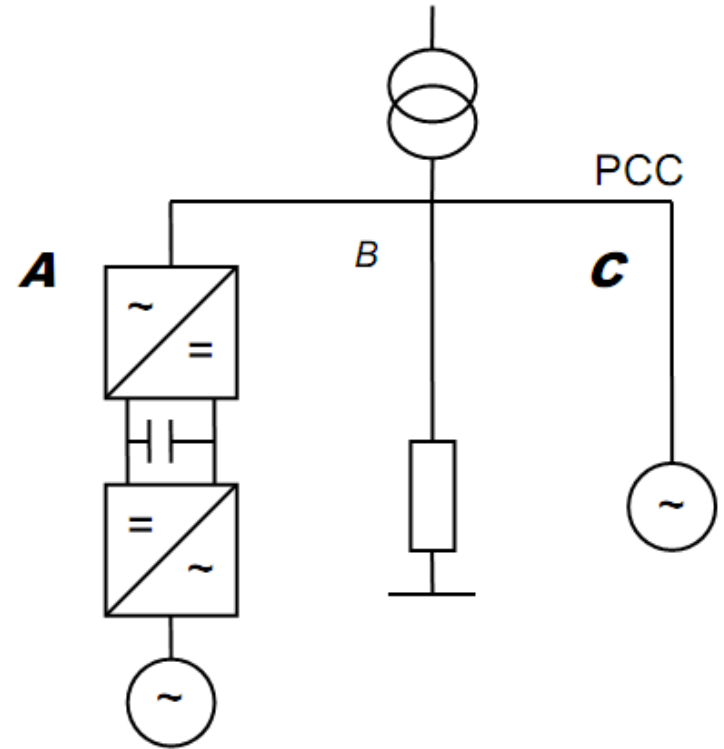 PCC
A
B
C
~
=
=
~
~
~